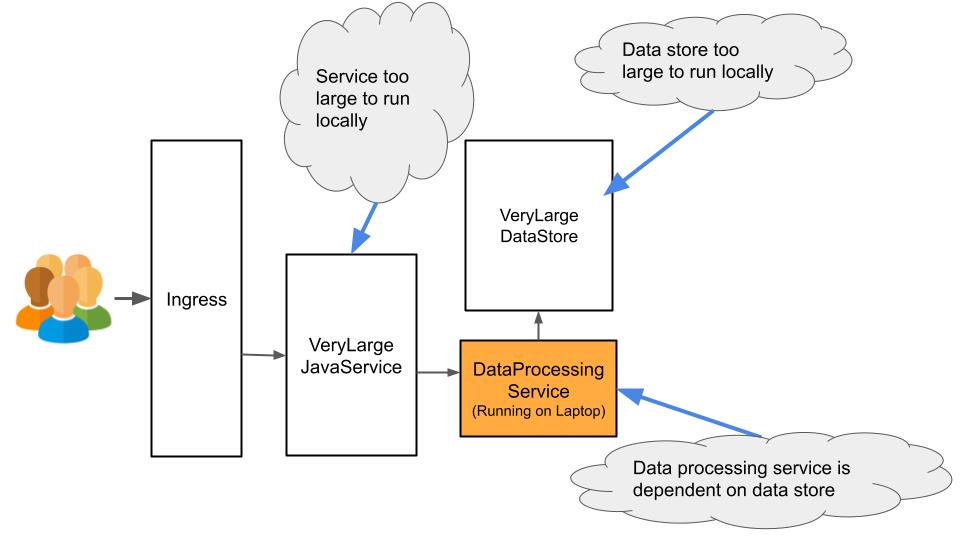 Service too
large to run
locally
Data store too
large to run locally
Ingress
VeryLarge
JavaService
VeryLarge
DataStore
DataProcessing
Service
(Running on Laptop)
Data processing service is
dependent on data store